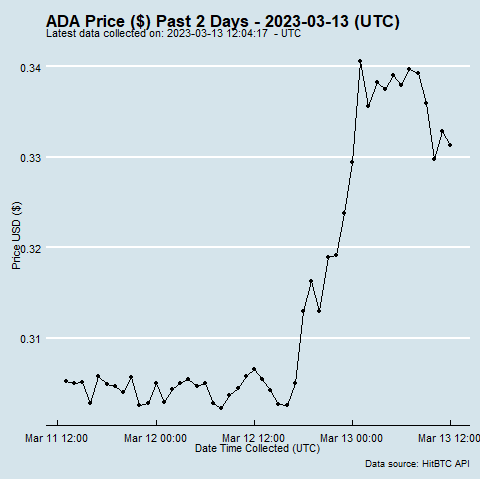 ADA Price ($) Past 2 Days - 2023-03-13 (UTC)
Latest data collected on: 2023-03-13 12:04:17  - UTC
0.34
0.33
0.32
0.31
Price USD ($)
Mar 11 12:00 Mar 12 00:00 Mar 12 12:00 Mar 13 00:00 Mar 13 12:00
Date Time Collected (UTC)
Data source: HitBTC API